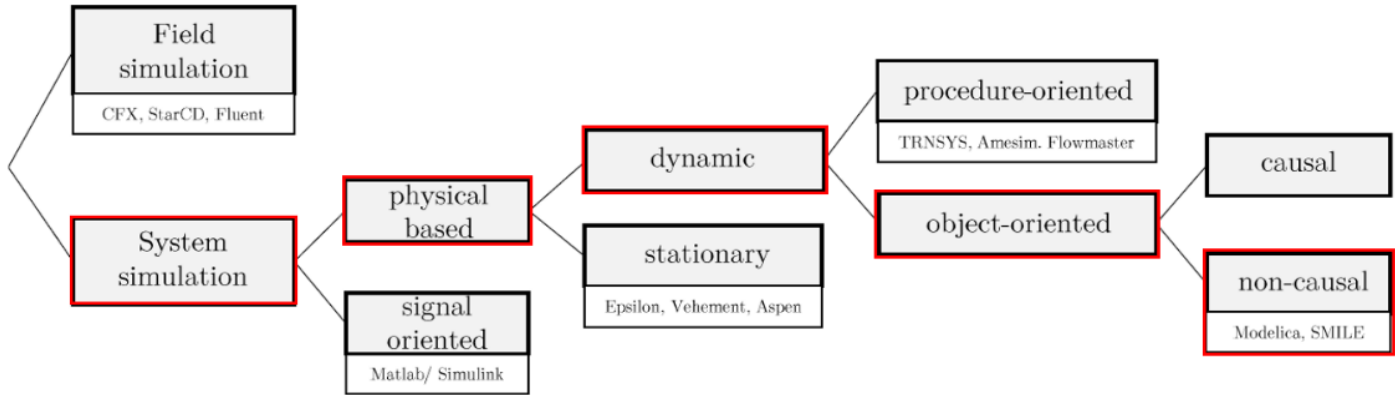 Field
simulation
CFX, StarCD, Fluent
System
simulation
physical
based
signal
oriented
Matlab/ Simulink
dynamic
stationary
Epsilon, Vehement, Aspen
procedure-oriented
TRNSYS, Amesim. Flowmaster
object-oriented
causal
non-causal
Modelica, SMILE